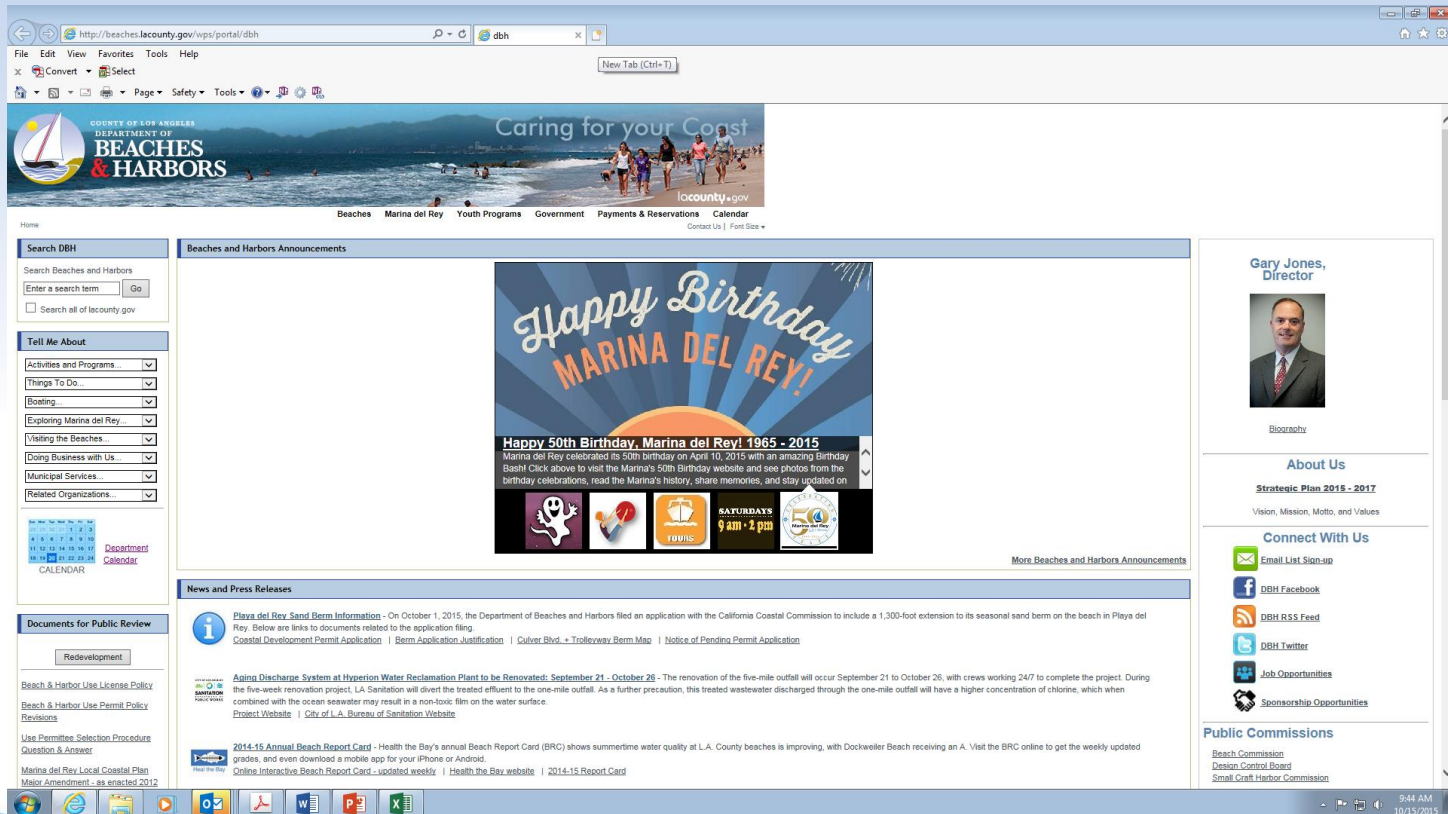 http://beaches.lacounty.gov/wps/portal/dbh
dbh
File Edit View Favorites Tools Help
New Tab (Ctrl+T)
Convert Select
Page Safety Tools
COUNTY OF LOS ANGELES
DEPARTMENT OF
BEACHES
& HARBORS
Caring for your Coast
lacounty.gov
Beaches Marina del Rey Youth Programs Government Payments & Reservations Calendar
Home
Contact Us | Font Size
Search DBH
Search Beaches and Harbors
Enter a search term Go
Search all of lacounty.gov
Tell Me About
Activities and Programs...
Things To Do...
Boating...
Exploring Marina del Rey...
Visiting the Beaches...
Doing Business with Us...
Municipal Services...
Related Organizations...
Department
Calendar
CALENDAR
Documents for Public Review
Redevelopment
Beach & Harbor Use License Policy
Beach & Harbor Use Permit Policy
Revisions
Use Permittee Selection Procedure
Question & Answer
Marina del Rey Local Coastal Plan
Major Amendment - as enacted 2012
Beaches and Harbors Announcements
Happy Birthday
MARINA DEL REY!
Happy 50th Birthday, Marina del Rey! 1965 - 2015
Marina del Rey celebrated its 50th birthday on April 10, 2015 with an amazing Birthday
Bash! Click above to visit the Marina's 50th Birthday website and see photos from the
birthday celebrations, read the Marina's history, share memories, and stay updated on
TOURS
SATURDAYS
9 am - 2 pm
50
Marina del Rey
More Beaches and Harbors Announcements
News and Press Releases
Playa del Rey Sand Berm Information - On October 1, 2015, the Department of Beaches and Harbors filed an application with the California Coastal Commission to include a 1,300-foot extension to its seasonal sand berm on the beach in Playa del
Rey. Below are links to documents related to the application filing.
Coastal Development Permit Application | Berm Application Justification | Culver Blvd. + Trolleyway Berm Map | Notice of Pending Permit Application
SANITATION
Aging Discharge System at Hyperion Water Reclamation Plant to be Renovated: September 21 - October 26 - The renovation of the five-mile outfall will occur September 21 to October 26, with crews working 24/7 to complete the project. During
the five-week renovation project, LA Sanitation will divert the treated effluent to the one-mile outfall. As a further precaution, this treated wastewater discharged through the one-mile outfall will have a higher concentration of chlorine, which when
combined with the ocean seawater may result in a non-toxic film on the water surface.
Project Website | City of L.A. Bureau of Sanitation Website
Heal the Bay
2014-15 Annual Beach Report Card - Health the Bay's annual Beach Report Card (BRC) shows summertime water quality at L.A. County beaches is improving, with Dockweiler Beach receiving an A. Visit the BRC online to get the weekly updated
grades, and even download a mobile app for your iPhone or Android.
Online Interactive Beach Report Card - updated weekly | Health the Bay website | 2014-15 Report Card
Gary Jones,
Director
Biography
About Us
Strategic Plan 2015 - 2017
Vision, Mission, Motto, and Values
Connect With Us
Email List Sign-up
DBH Facebook
DBH RSS Feed
DBH Twitter
Job Opportunities
Sponsorship Opportunities
Public Commissions
Beach Commission
Design Control Board
Small Craft Harbor Commission
9:44 AM
10/15/2015